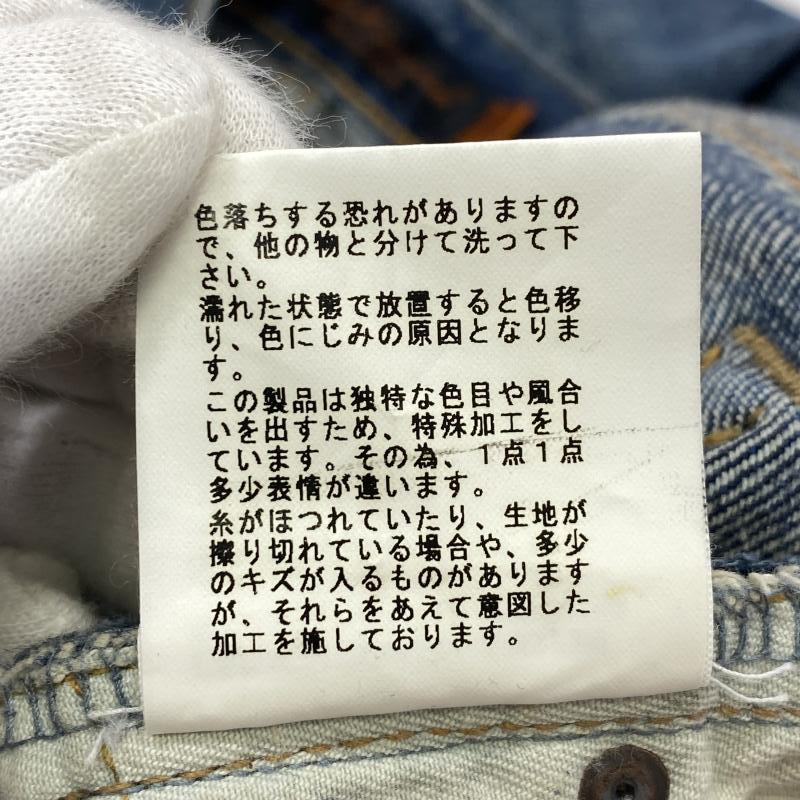 色落ちする恐れがありますの
で、他の物と分けて洗って下
さい。
濡れた状態で放置すると色移
り、色にじみの原因となりま
す。
この製品は独特な色目や風合
いを出すため、特殊加工をし
ています。その為、1点1点
多少表情が違います。
糸がほつれていたり、生地が
擦り切れている場合や、多少
のキズが入るものがあります
が、それらをあえて意図した
加工を施しております。